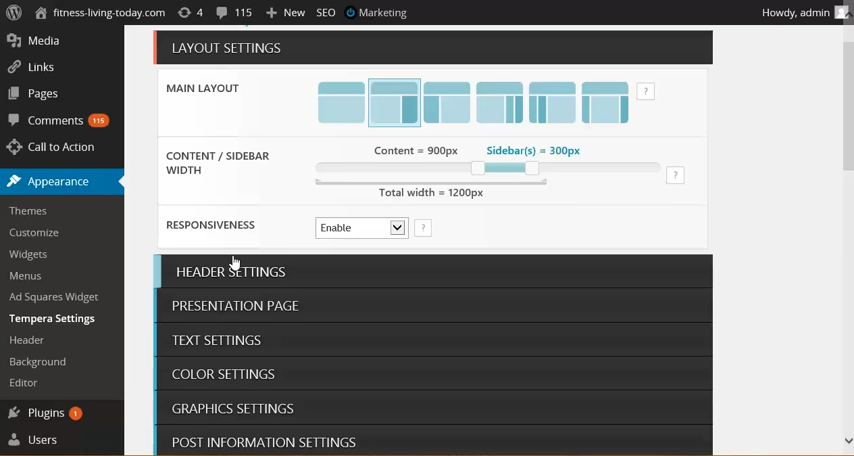 fitness-living-today.com 4 115 New SEO Marketing Howdy, admin
Media
Links
Pages
Comments 115
Call to Action
Appearance
Themes
Customize
Widgets
Menus
Ad Squares Widget
Tempera Settings
Header
Background
Editor
Plugins 1
Users
LAYOUT SETTINGS
MAIN LAYOUT ?
CONTENT / SIDEBAR
WIDTH
Content = 900px Sidebar(s) = 300px
?
Total width = 1200px
RESPONSIVENESS Enable ?
HEADER SETTINGS
PRESENTATION PAGE
TEXT SETTINGS
COLOR SETTINGS
GRAPHICS SETTINGS
POST INFORMATION SETTINGS